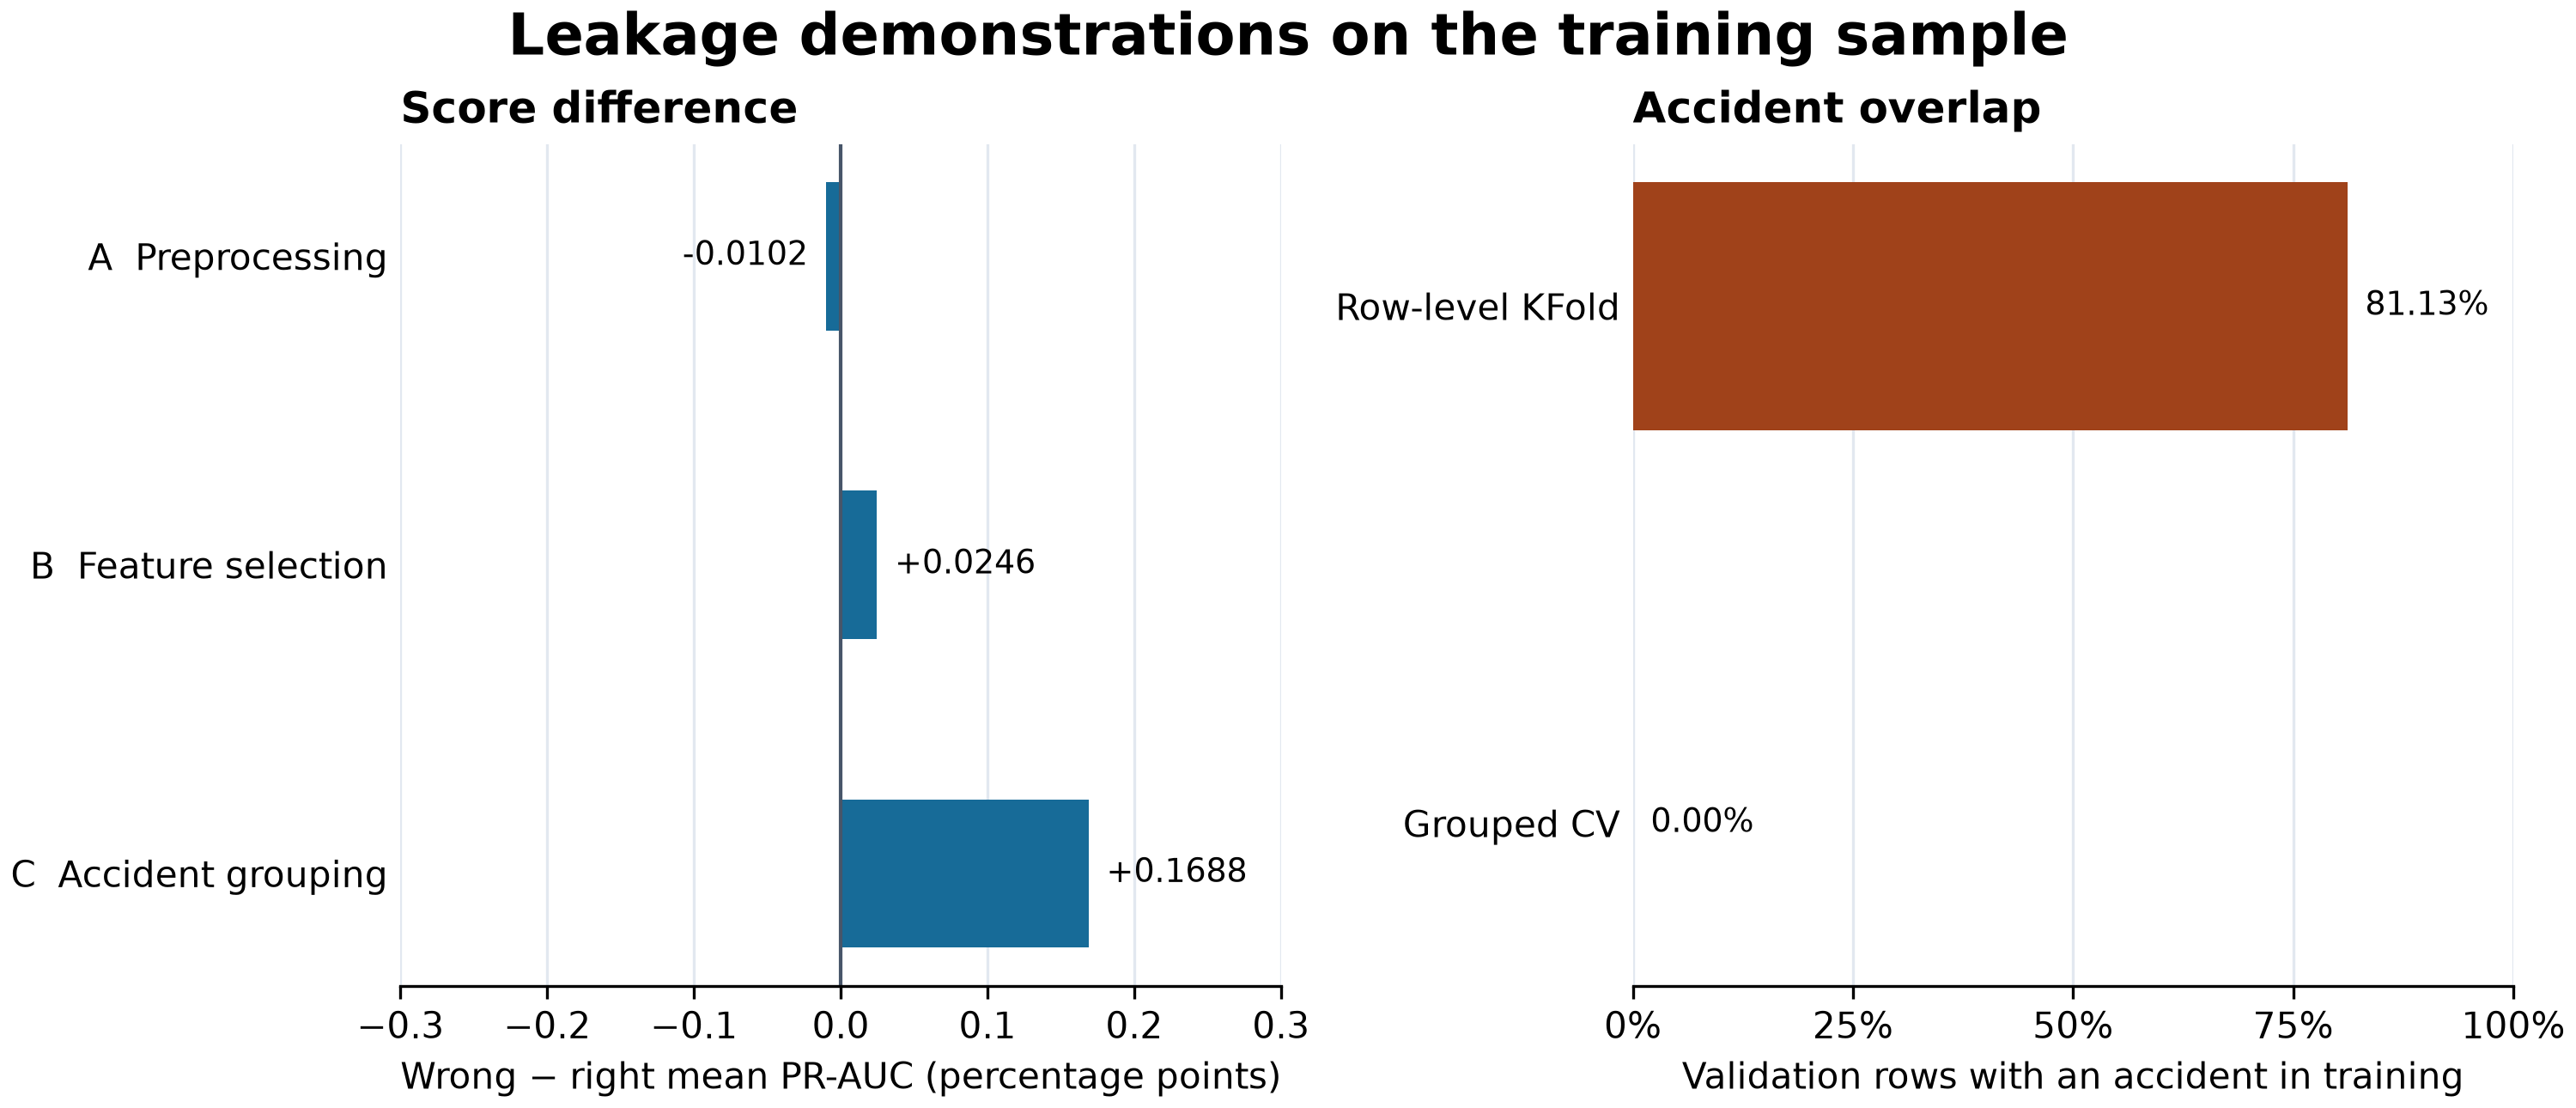 Leakage demonstrations on the training sample
Score difference
A  Preprocessing
-0.0102
B  Feature selection
+0.0246
C  Accident grouping
+0.1688
−0.3 −0.2 −0.1 0.0 0.1 0.2 0.3
Wrong − right mean PR-AUC (percentage points)
Accident overlap
Row-level KFold
81.13%
Grouped CV
0.00%
0% 25% 50% 75% 100%
Validation rows with an accident in training